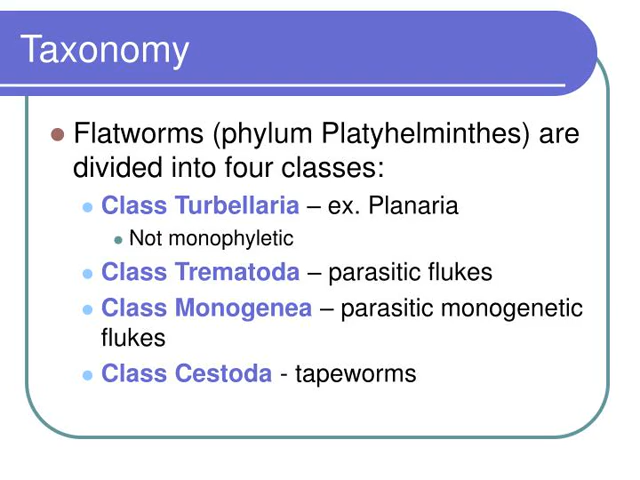 Taxonomy
Flatworms (phylum Platyhelminthes) are
divided into four classes:
Class Turbellaria – ex. Planaria
Not monophyletic
Class Trematoda – parasitic flukes
Class Monogenea – parasitic monogenetic
flukes
Class Cestoda - tapeworms